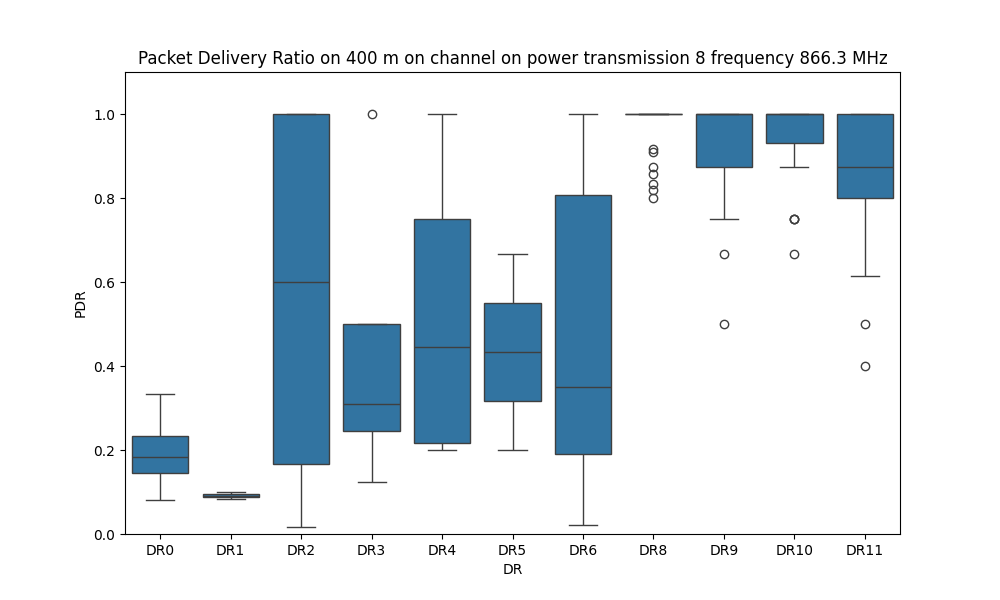 Packet Delivery Ratio on 400 m on channel on power transmission 8 frequency 866.3 MHz
PDR
1.0
0.8
0.6
0.4
0.2
0.0
DR0 DR1 DR2 DR3 DR4 DR5 DR6 DR8 DR9 DR10 DR11
DR